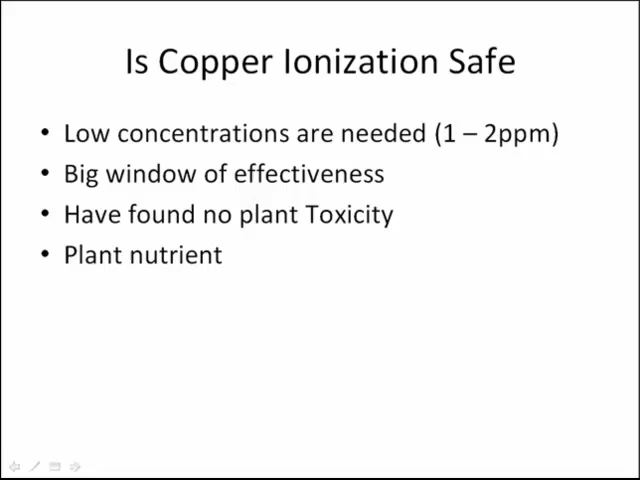 Is Copper Ionization Safe
• Low concentrations are needed (1 – 2ppm)
• Big window of effectiveness
• Have found no plant Toxicity
• Plant nutrient